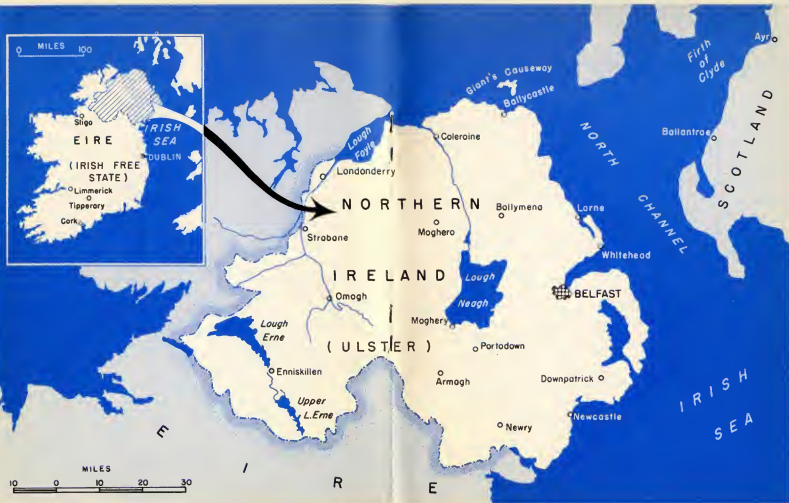 MILES
0 100
Sligo
EIRE
(IRISH FREE
STATE)
IRISH
SEA
DUBLIN
Limmerick
Tipperary
Cork
Giant's Causeway
Ballycastle
Coleraine
Lough
Foyle
Londonderry
NORTHERN
IRELAND
(ULSTER)
Strabane
Maghera
Ballymena
Larne
Whitehead
BELFAST
Lough
Neagh
Omagh
Maghery
Portadown
Lough
Erne
Enniskillen
Upper
L.Erne
Armagh
Downpatrick
Newcastle
Newry
EIRE
NORTH
CHANNEL
Firth
of
Clyde
Ayr
Ballantrae
SCOTLAND
IRISH
SEA
MILES
10 0 10 20 30